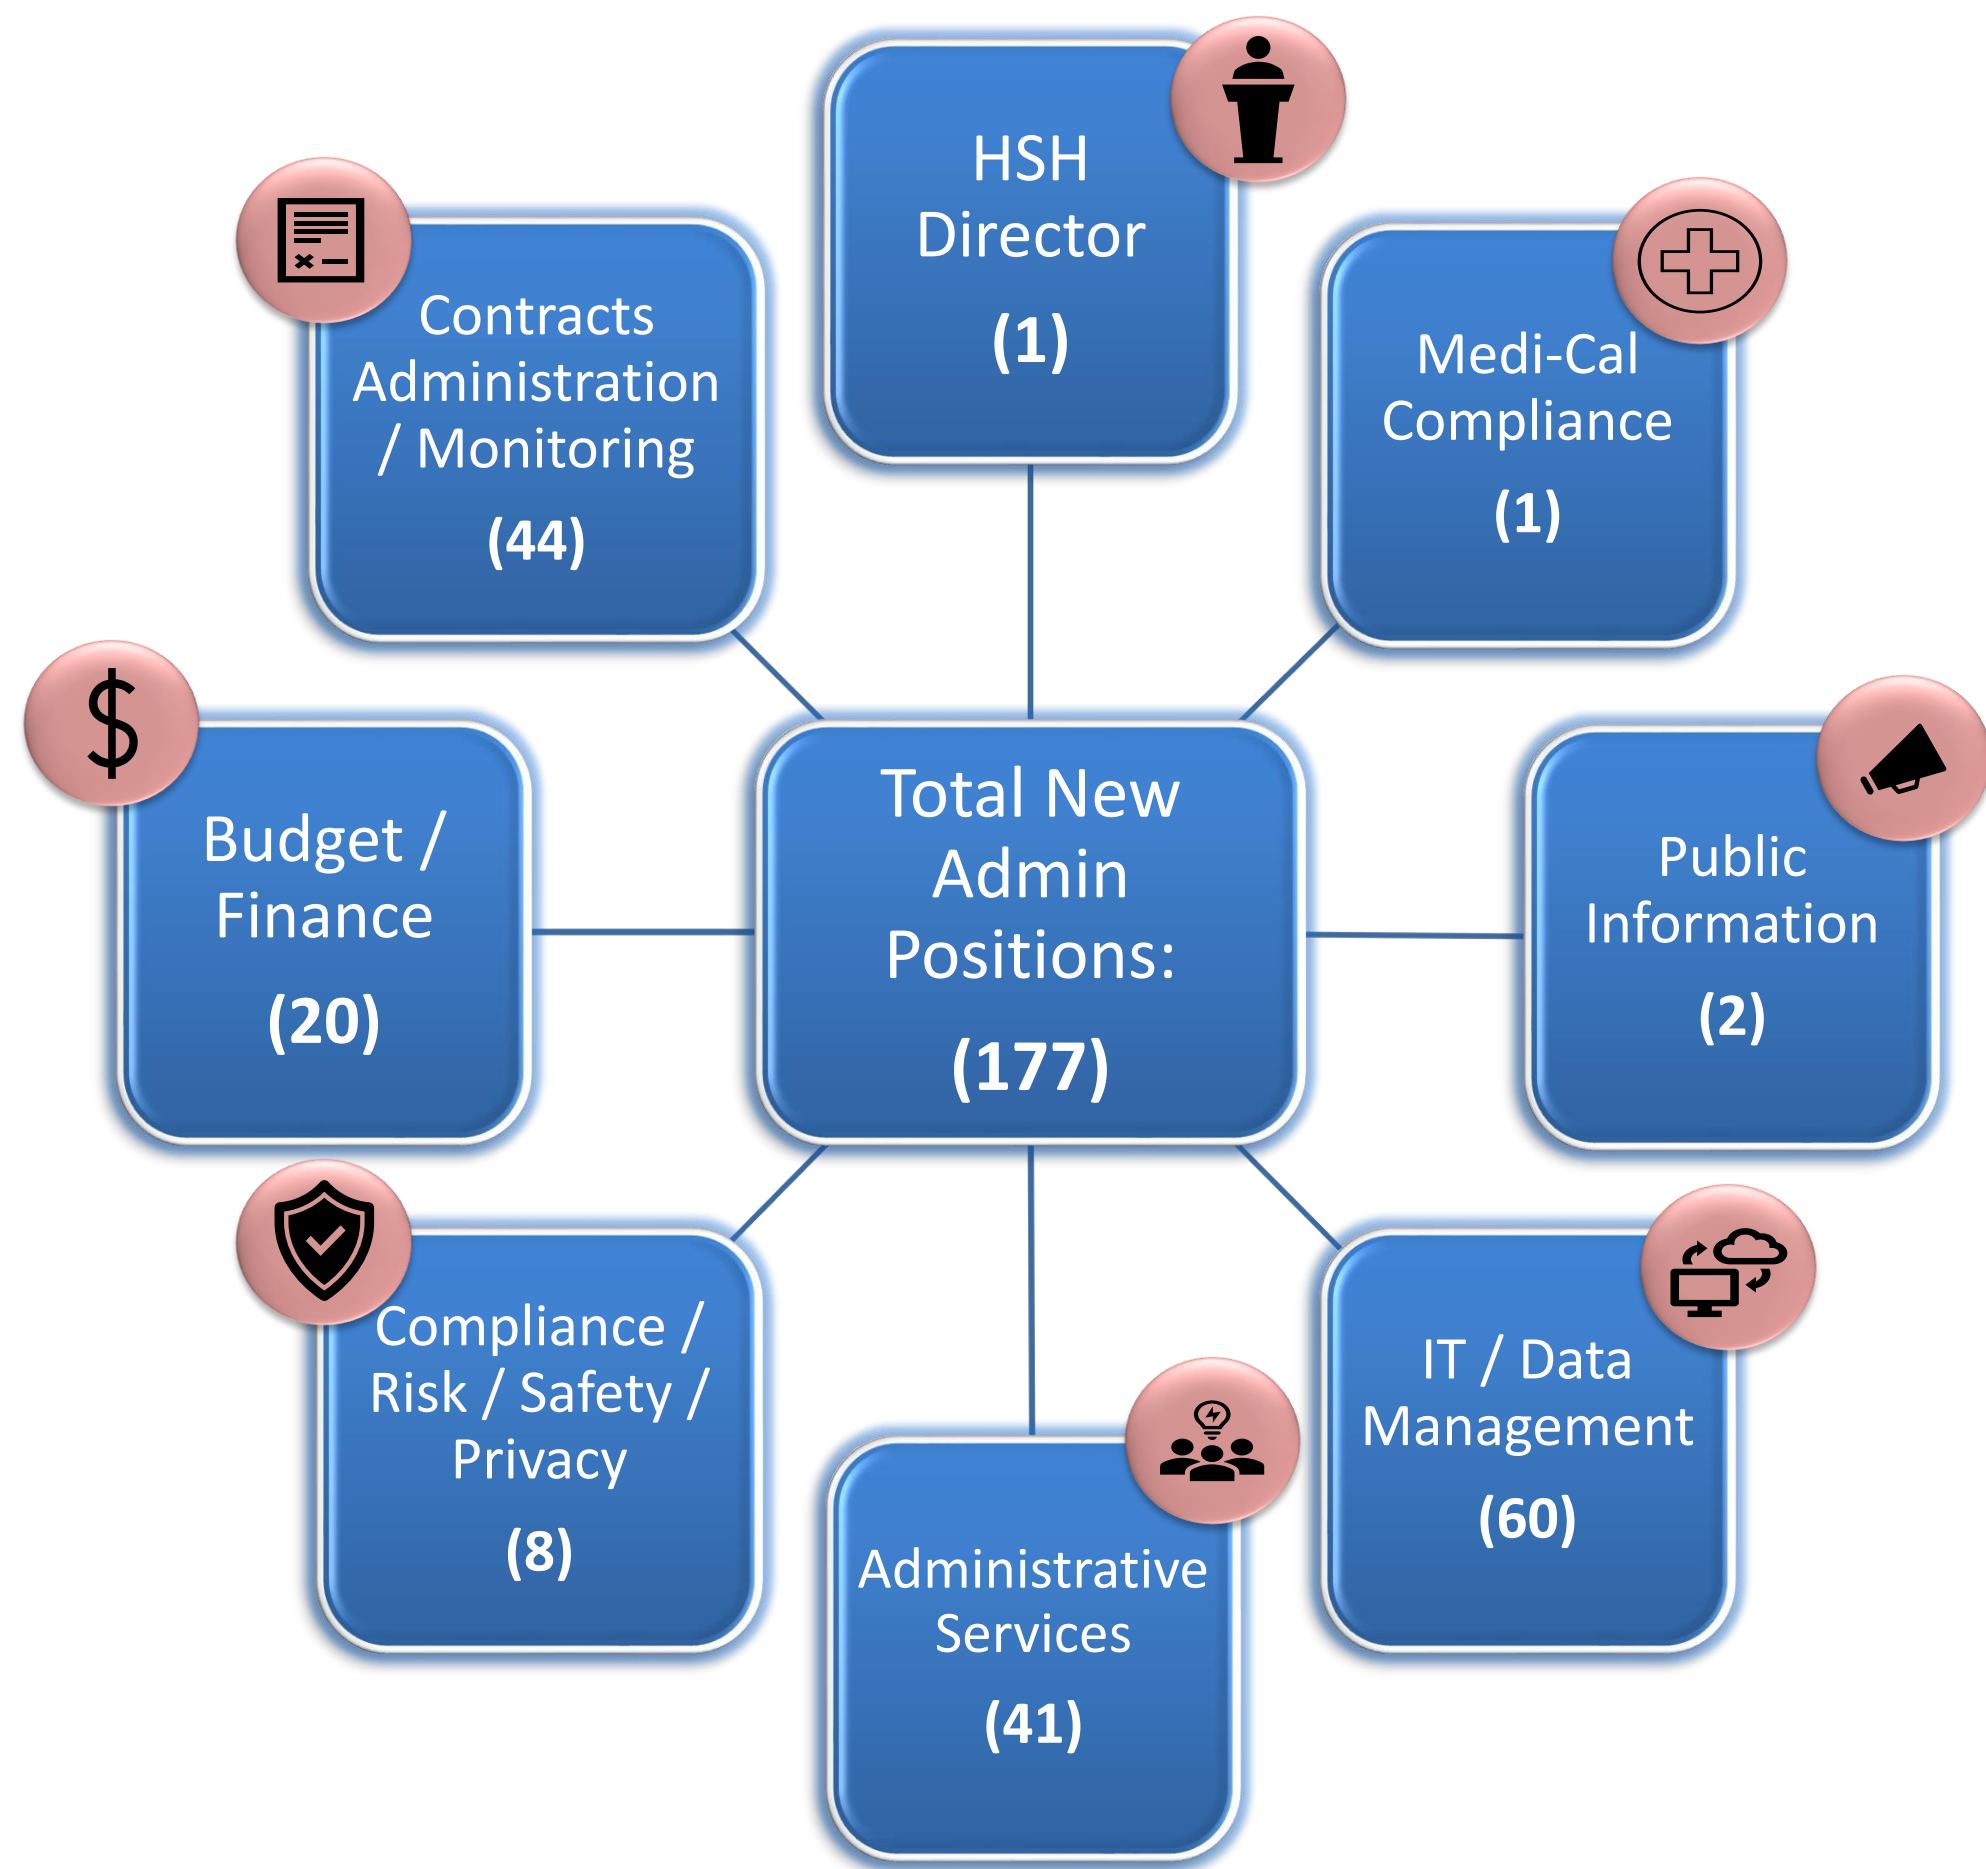 HSH
Director
(1)
Contracts
Administration
/ Monitoring
(44)
Medi-Cal
Compliance
(1)
Budget /
Finance
(20)
Total New
Admin
Positions:
(177)
Public
Information
(2)
Compliance /
Risk / Safety /
Privacy
(8)
Administrative
Services
(41)
IT / Data
Management
(60)